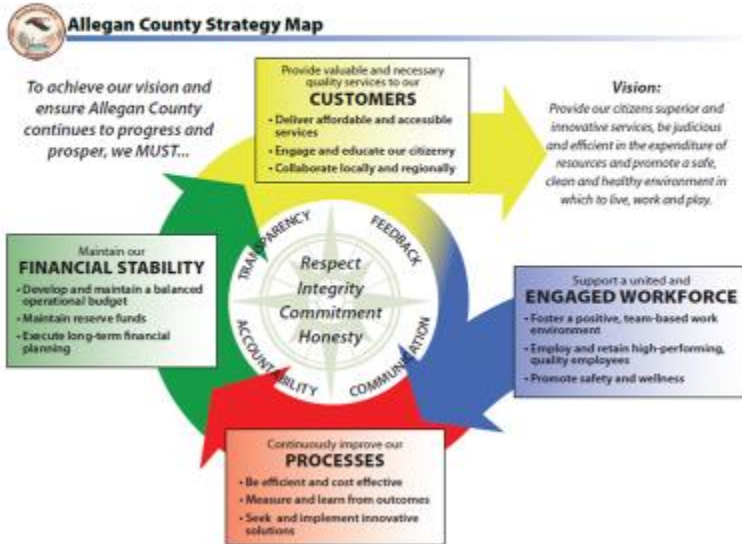 Allegan County Strategy Map
To achieve our vision and
ensure Allegan County
continues to progress and
prosper, we MUST...
Provide valuable and necessary
quality services to our
CUSTOMERS
• Deliver affordable and accessible
services
• Engage and educate our citizenry
• Collaborate locally and regionally
Vision:
Provide our citizens superior and
innovative services, be judicious
and efficient in the expenditure of
resources and promote a safe,
clean and healthy environment in
which to live, work and play.
Maintain our
FINANCIAL STABILITY
• Develop and maintain a balanced
operational budget
• Maintain reserve funds
• Execute long-term financial
planning
TRANSPARENCY
FEEDBACK
Respect
Integrity
Commitment
Honesty
ACCOUNTABILITY
COMMUNICATION
Support a united and
ENGAGED WORKFORCE
• Foster a positive, team-based work
environment
• Employ and retain high-performing,
quality employees
• Promote safety and wellness
Continuously improve our
PROCESSES
• Be efficient and cost effective
• Measure and learn from outcomes
• Seek and implement innovative
solutions